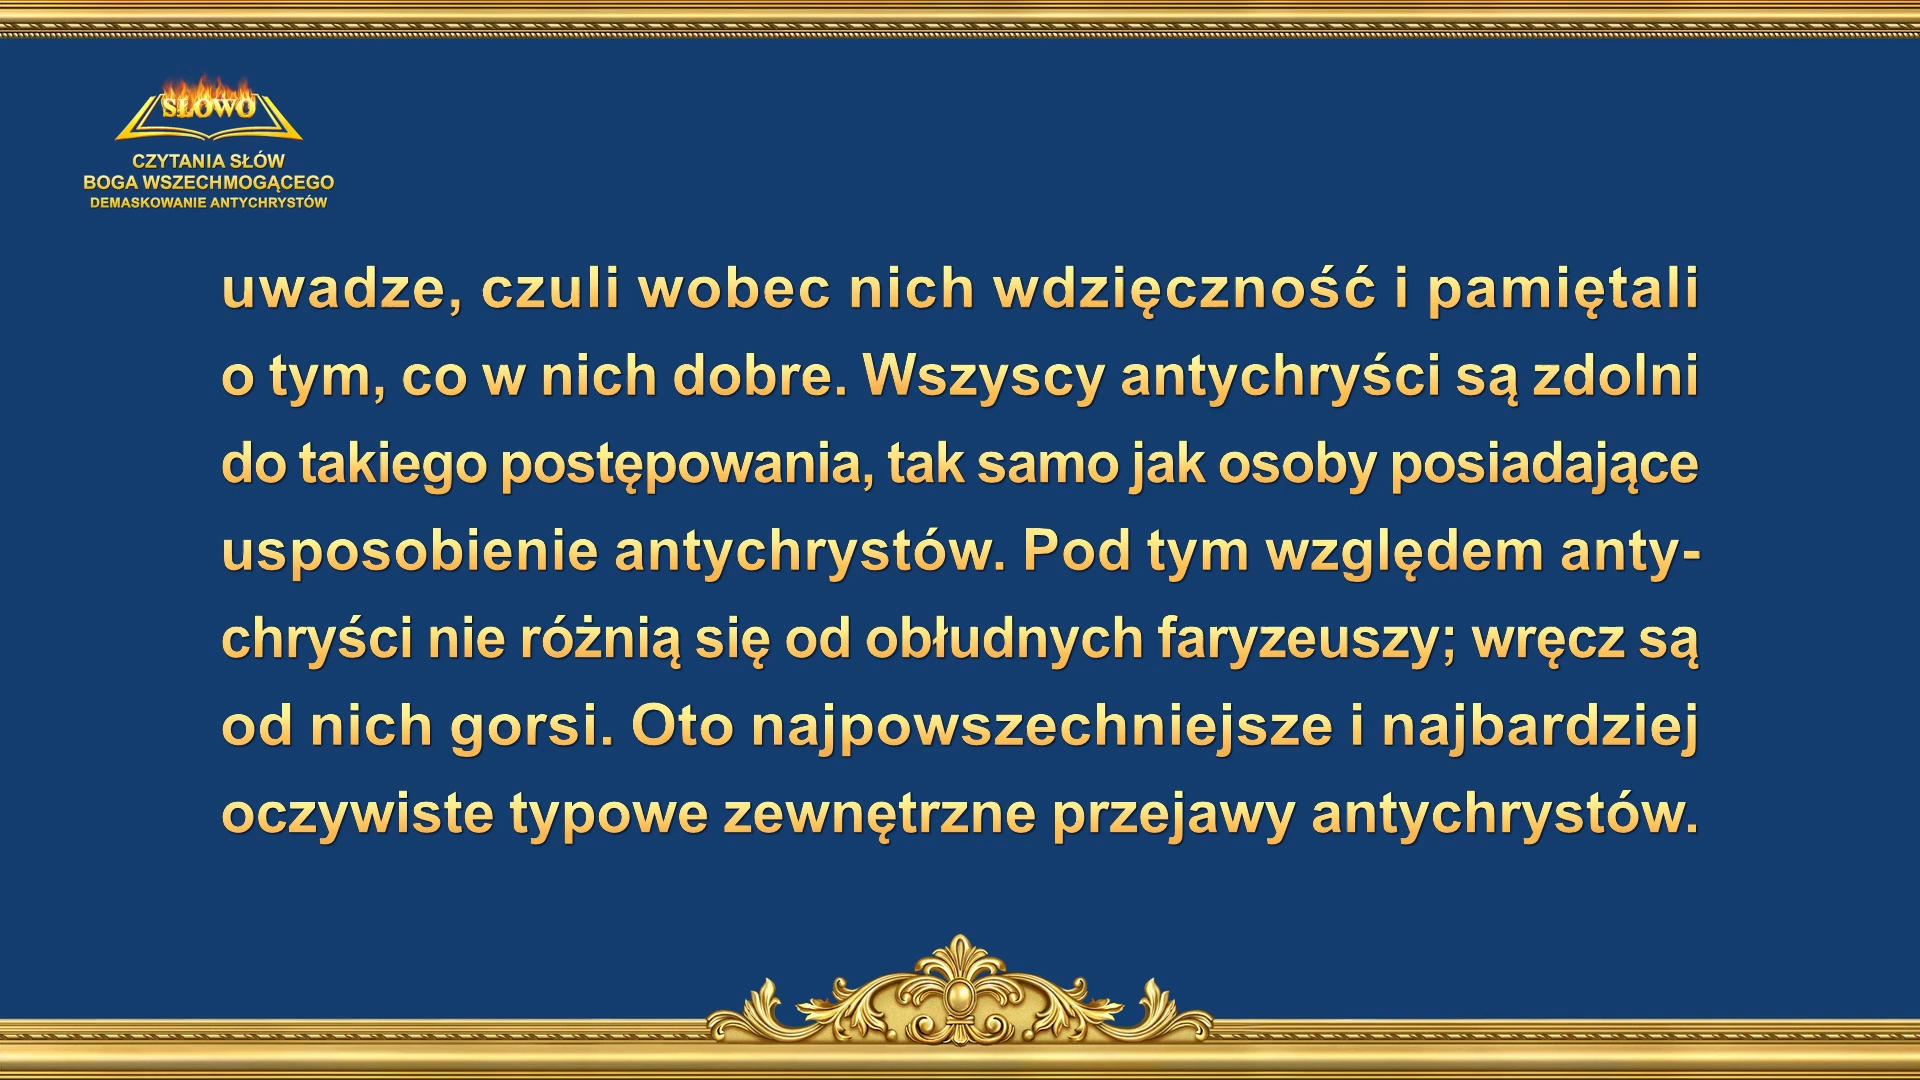 SŁOWO
CZYTANIA SŁÓW
BOGA WSZECHMOGĄCEGO
DEMASKOWANIE ANTYCHRYSTÓW
uwadze, czuli wobec nich wdzięczność i pamiętali
o tym, co w nich dobre. Wszyscy antychryści są zdolni
do takiego postępowania, tak samo jak osoby posiadające
usposobienie antychrystów. Pod tym względem anty-
chryści nie różnią się od obłudnych faryzeuszy; wręcz są
od nich gorsi. Oto najpowszechniejsze i najbardziej
oczywiste typowe zewnętrzne przejawy antychrystów.